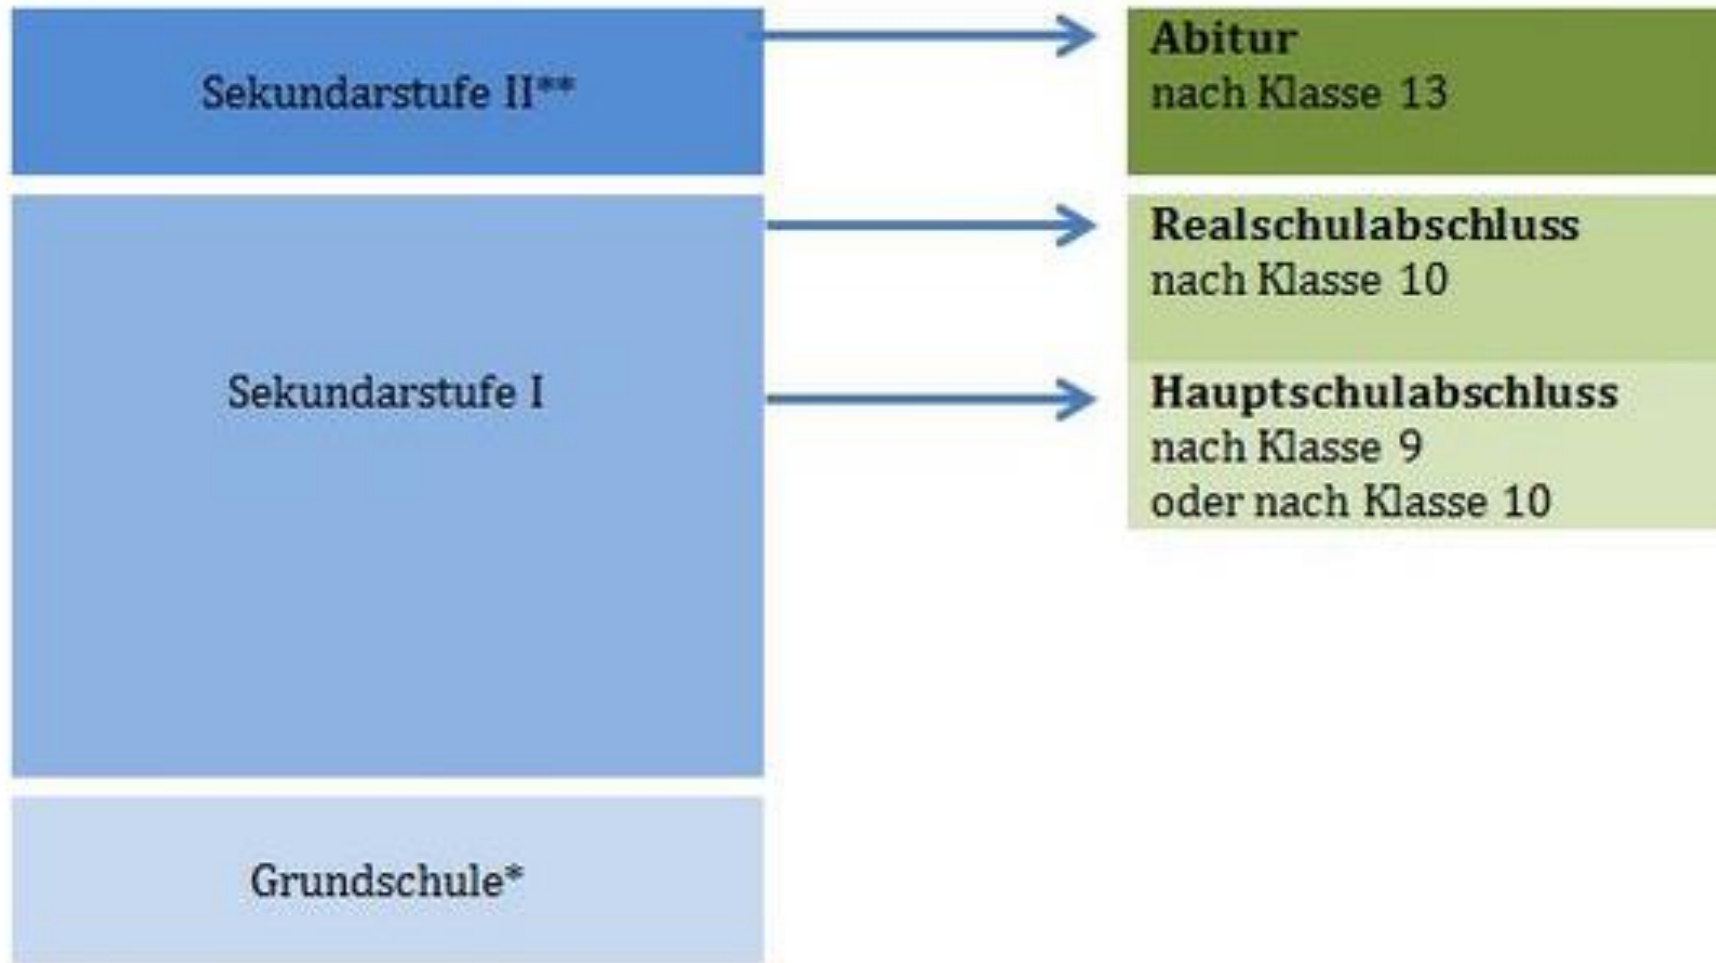 Sekundarstufe II**
Abitur
nach Klasse 13
Sekundarstufe I
Realschulabschluss
nach Klasse 10
Hauptschulabschluss
nach Klasse 9
oder nach Klasse 10
Grundschule*